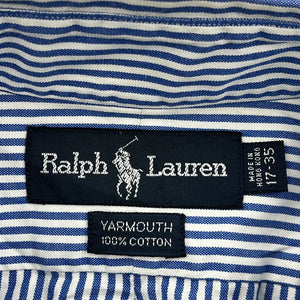 Ralph Lauren
MADE IN
HONG KONG
17-35
YARMOUTH
100% COTTON